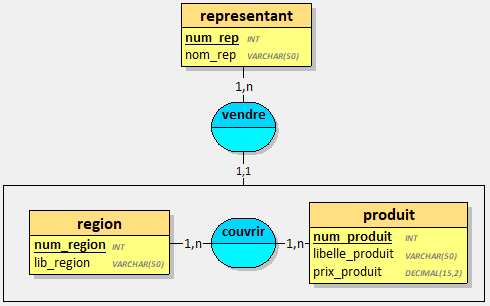 representant
num_rep INT
nom_rep VARCHAR(50)
1,n
vendre
1,1
region
num_region INT
lib_region VARCHAR(50)
1,n
couvrir
1,n
produit
num_produit INT
libelle_produit VARCHAR(50)
prix_produit DECIMAL(15,2)